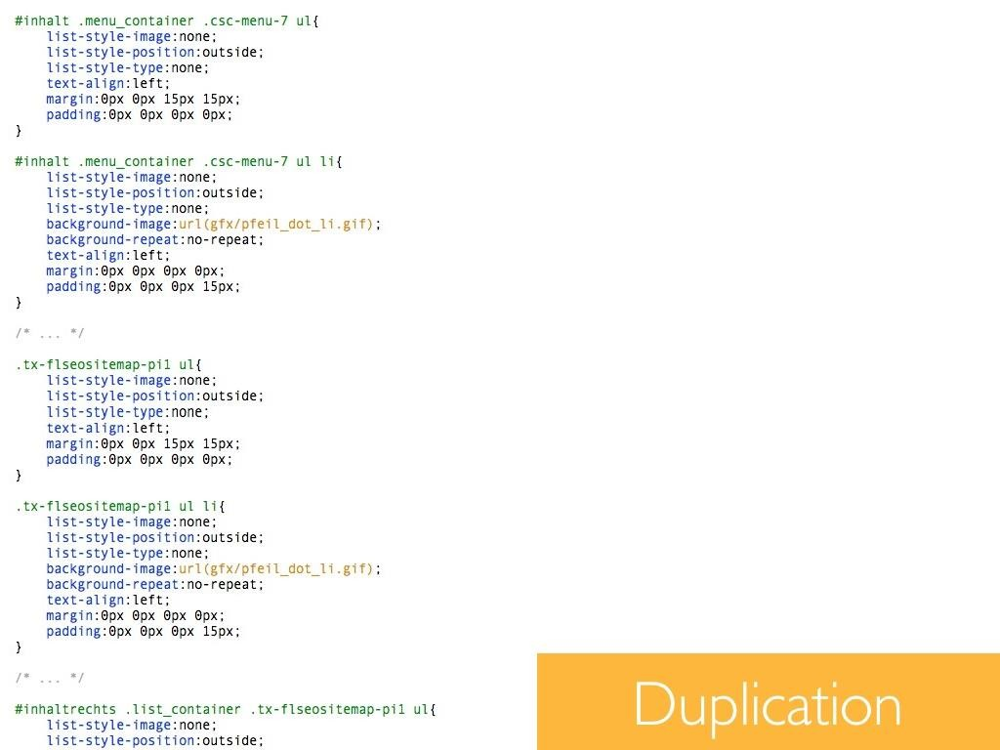 #inhalt .menu_container .csc-menu-7 ul{
    list-style-image:none;
    list-style-position:outside;
    list-style-type:none;
    text-align:left;
    margin:0px 0px 15px 15px;
    padding:0px 0px 0px 0px;
}

#inhalt .menu_container .csc-menu-7 ul li{
    list-style-image:none;
    list-style-position:outside;
    list-style-type:none;
    background-image:url(gfx/pfeil_dot_li.gif);
    background-repeat:no-repeat;
    text-align:left;
    margin:0px 0px 0px 0px;
    padding:0px 0px 0px 15px;
}

/* ... */

.tx-flseositemap-pi1 ul{
    list-style-image:none;
    list-style-position:outside;
    list-style-type:none;
    text-align:left;
    margin:0px 0px 15px 15px;
    padding:0px 0px 0px 0px;
}

.tx-flseositemap-pi1 ul li{
    list-style-image:none;
    list-style-position:outside;
    list-style-type:none;
    background-image:url(gfx/pfeil_dot_li.gif);
    background-repeat:no-repeat;
    text-align:left;
    margin:0px 0px 0px 0px;
    padding:0px 0px 0px 15px;
}

/* ... */

#inhaltrechts .list_container .tx-flseositemap-pi1 ul{
    list-style-image:none;
    list-style-position:outside;
Duplication